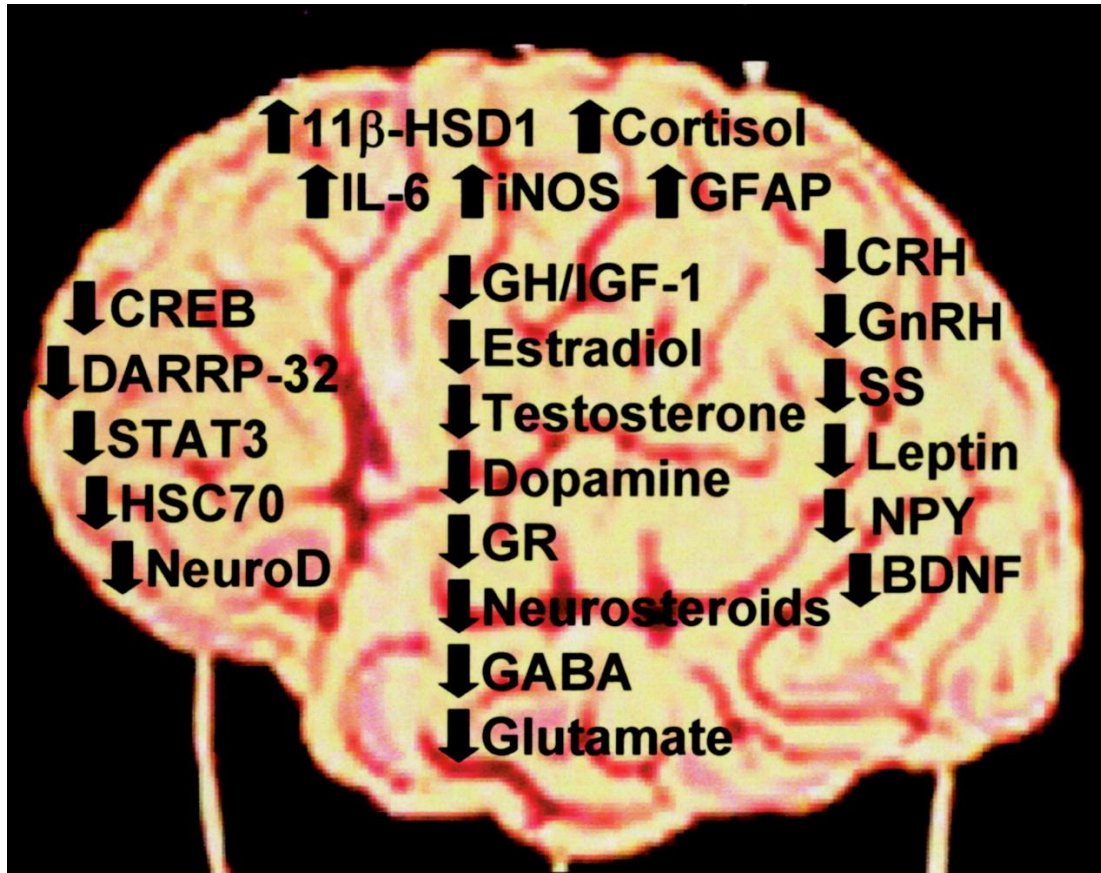 ⬆11β-HSD1 ⬆Cortisol
⬆IL-6 ⬆iNOS ⬆GFAP
⬇CREB
⬇DARRP-32
⬇STAT3
⬇HSC70
⬇NeuroD
⬇GH/IGF-1
⬇Estradiol
⬇Testosterone
⬇Dopamine
⬇GR
⬇Neurosteroids
⬇GABA
⬇Glutamate
⬇CRH
⬇GnRH
⬇SS
⬇Leptin
⬇NPY
⬇BDNF